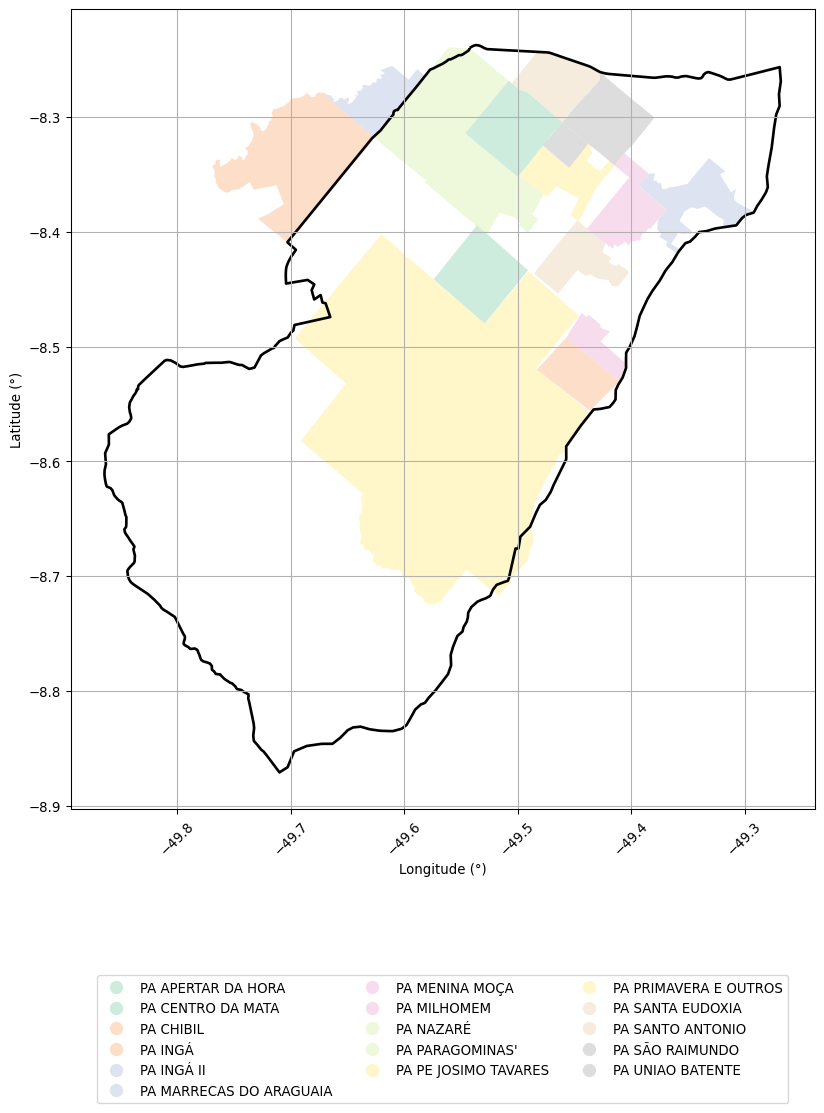 −8.3
−8.4
−8.5
−8.6
−8.7
−8.8
−8.9
Latitude (°)
−49.8
−49.7
−49.6
−49.5
−49.4
−49.3
Longitude (°)
PA APERTAR DA HORA
PA CENTRO DA MATA
PA CHIBIL
PA INGÁ
PA INGÁ II
PA MARRECAS DO ARAGUAIA
PA MENINA MOÇA
PA MILHOMEM
PA NAZARÉ
PA PARAGOMINAS'
PA PE JOSIMO TAVARES
PA PRIMAVERA E OUTROS
PA SANTA EUDOXIA
PA SANTO ANTONIO
PA SÃO RAIMUNDO
PA UNIAO BATENTE